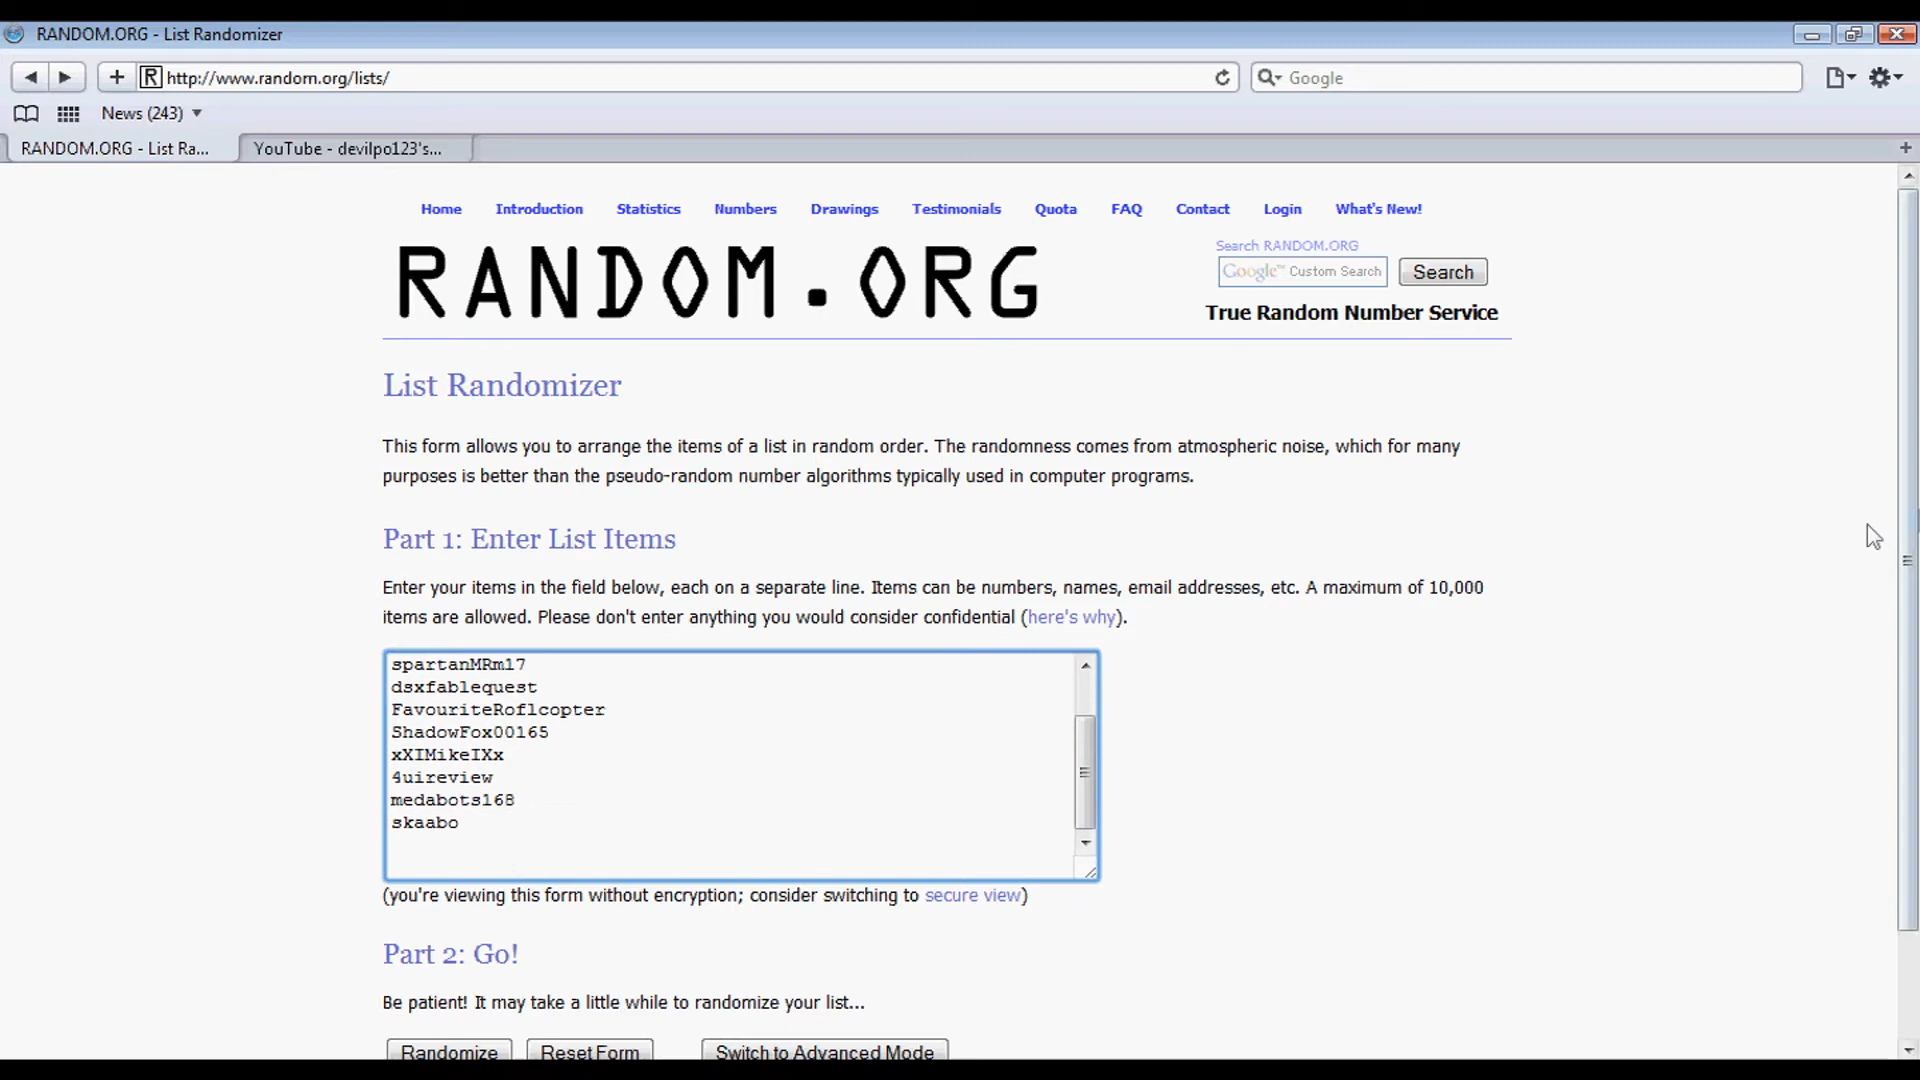 RANDOM.ORG - List Randomizer
http://www.random.org/lists/
Google
News (243)
RANDOM.ORG - List Ra...
YouTube - devilpo123's...
Home Introduction Statistics Numbers Drawings Testimonials Quota FAQ Contact Login What's New!
RANDOM.ORG
Search RANDOM.ORG
Google™ Custom Search
Search
True Random Number Service
List Randomizer
This form allows you to arrange the items of a list in random order. The randomness comes from atmospheric noise, which for many
purposes is better than the pseudo-random number algorithms typically used in computer programs.
Part 1: Enter List Items
Enter your items in the field below, each on a separate line. Items can be numbers, names, email addresses, etc. A maximum of 10,000
items are allowed. Please don't enter anything you would consider confidential (here's why).
spartanMRm17
dsxfablequest
FavouriteRoflcopter
ShadowFox00165
xXIMikeIXx
4uireview
medabots168
skaabo
(you're viewing this form without encryption; consider switching to secure view)
Part 2: Go!
Be patient! It may take a little while to randomize your list...
Randomize Reset Form Switch to Advanced Mode